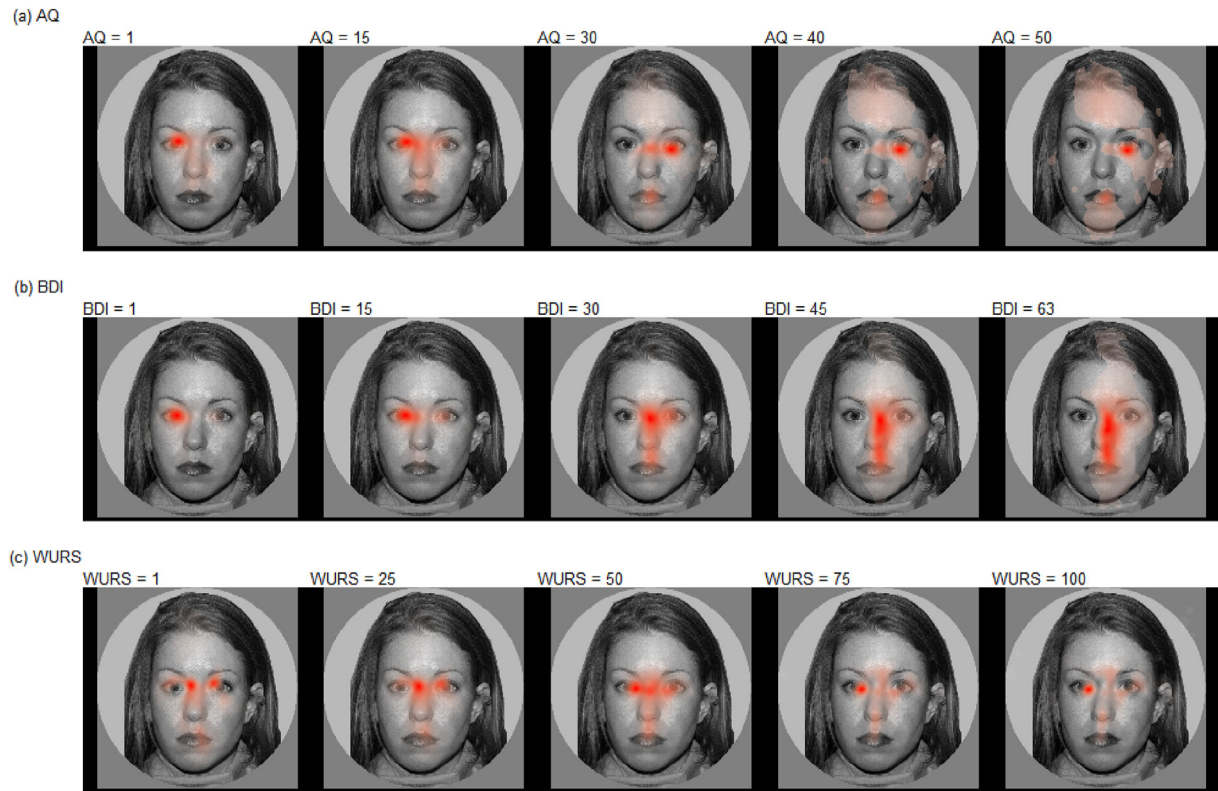 (a) AQ
AQ = 1 AQ = 15 AQ = 30 AQ = 40 AQ = 50
(b) BDI
BDI = 1 BDI = 15 BDI = 30 BDI = 45 BDI = 63
(c) WURS
WURS = 1 WURS = 25 WURS = 50 WURS = 75 WURS = 100